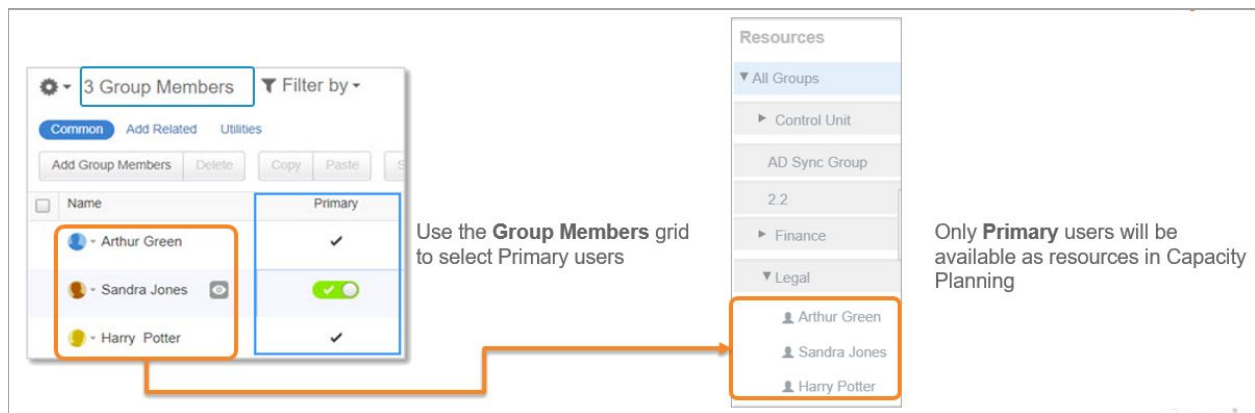 3 Group Members
Filter by
Common Add Related Utilities
Add Group Members Delete Copy Paste S
Name Primary
Arthur Green
Sandra Jones
Harry Potter
Use the Group Members grid
to select Primary users
Resources
All Groups
Control Unit
AD Sync Group
2.2
Finance
Legal
Arthur Green
Sandra Jones
Harry Potter
Only Primary users will be
available as resources in Capacity
Planning